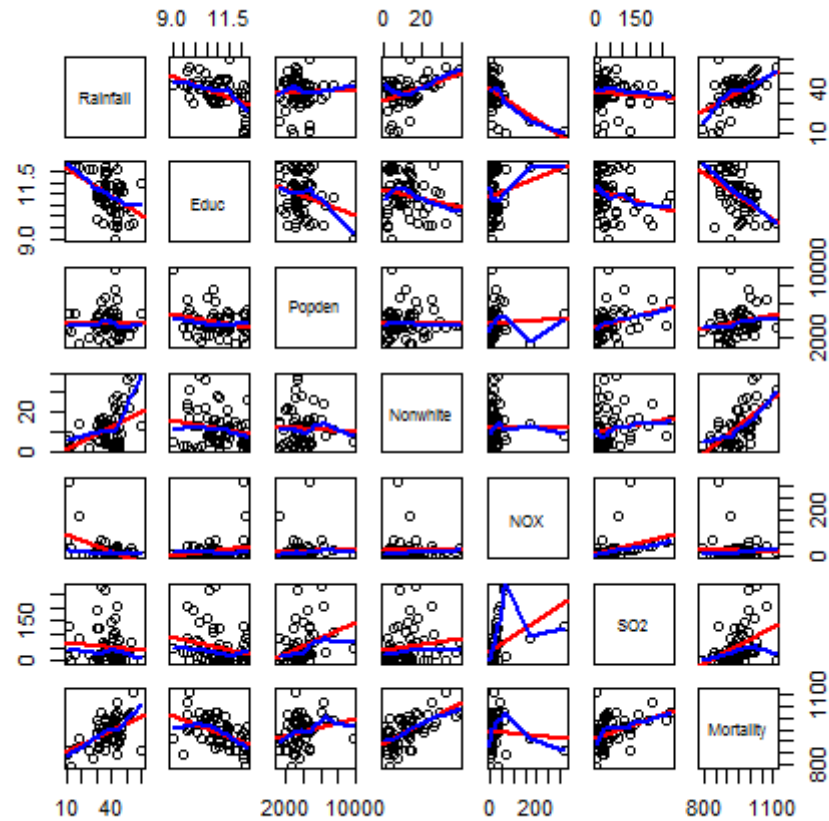 9.0 11.5 0 20 0 150
Rainfall 10 40
9.0 11.5 Educ
Popden 2000 10000
0 20 Nonwhite
NOX 0 200
0 150 SO2
Mortality 800 1100
10 40 2000 10000 0 200 800 1100